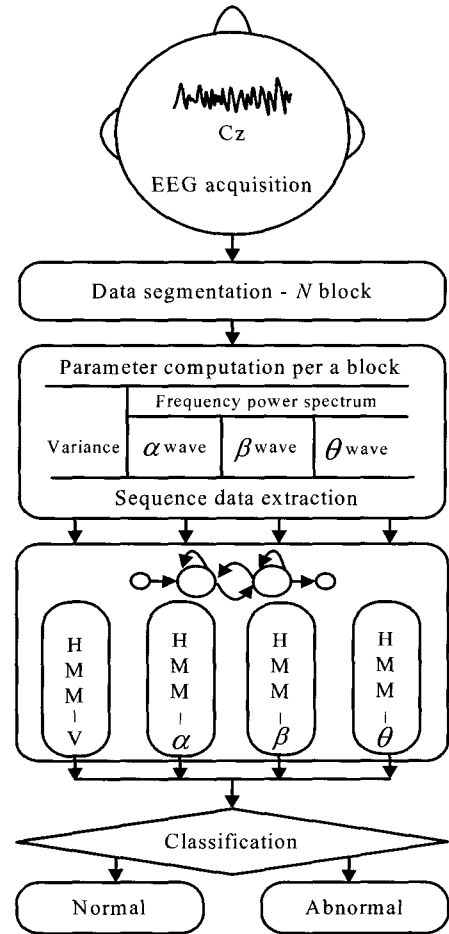 Cz
EEG acquisition
Data segmentation - N block
Parameter computation per a block
Frequency power spectrum
Variance α wave β wave θ wave
Sequence data extraction
HMM-V
HMM-α
HMM-β
HMM-θ
Classification
Normal
Abnormal